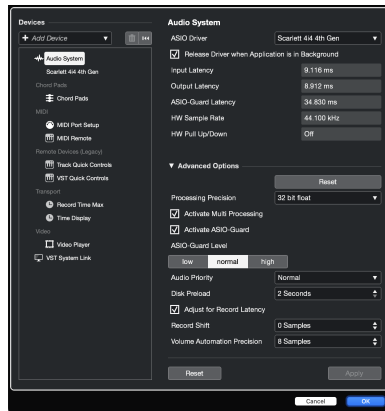 Devices
+ Add Device
Audio System
Scarlett 4i4 4th Gen
Chord Pads
Chord Pads
MIDI
MIDI Port Setup
MIDI Remote
Remote Devices (Legacy)
Track Quick Controls
VST Quick Controls
Transport
Record Time Max
Time Display
Video
Video Player
VST System Link
Audio System
ASIO Driver Scarlett 4i4 4th Gen
Release Driver when Application is in Background
Input Latency 9.116 ms
Output Latency 8.912 ms
ASIO-Guard Latency 34.830 ms
HW Sample Rate 44.100 kHz
HW Pull Up/Down Off
Advanced Options
Reset
Processing Precision 32 bit float
Activate Multi Processing
Activate ASIO-Guard
ASIO-Guard Level
low normal high
Audio Priority Normal
Disk Preload 2 Seconds
Adjust for Record Latency
Record Shift 0 Samples
Volume Automation Precision 8 Samples
Reset Apply
Cancel OK